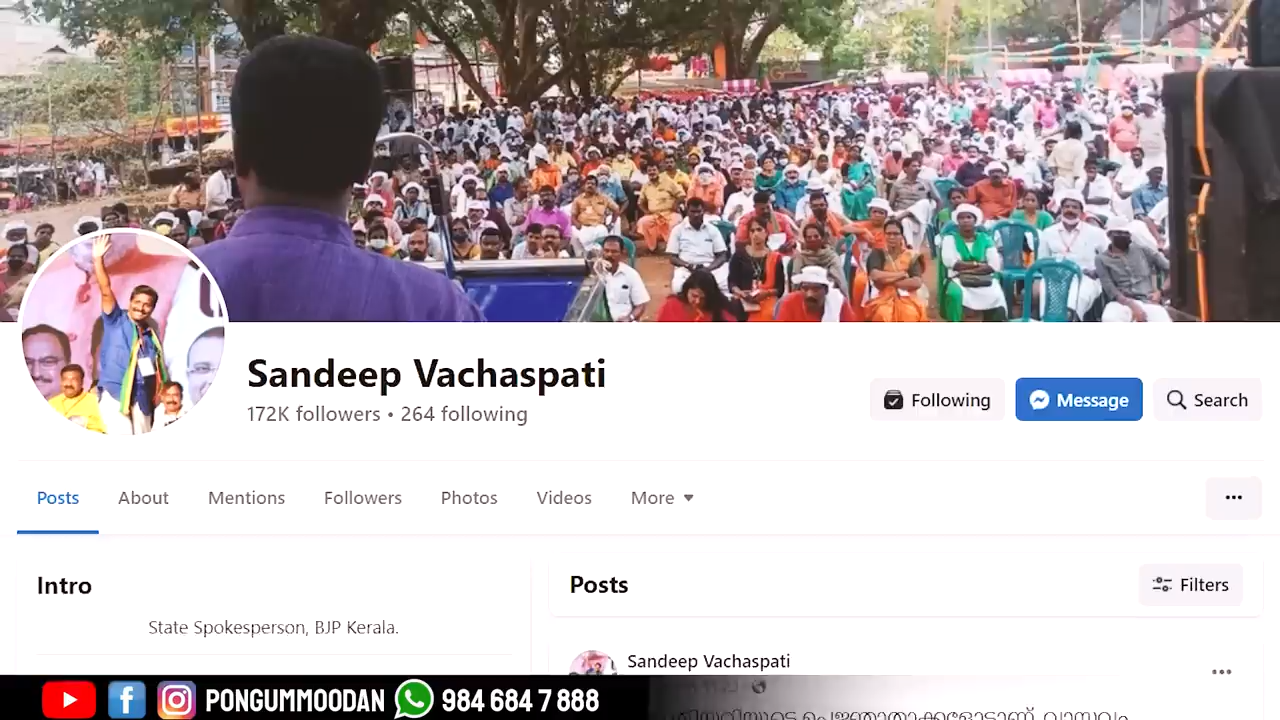 Sandeep Vachaspati
172K followers • 264 following
Following
Message
Search
Posts
About
Mentions
Followers
Photos
Videos
More
Intro
State Spokesperson, BJP Kerala.
Posts
Filters
Sandeep Vachaspati
PONGUMMOODAN
984 684 7 888